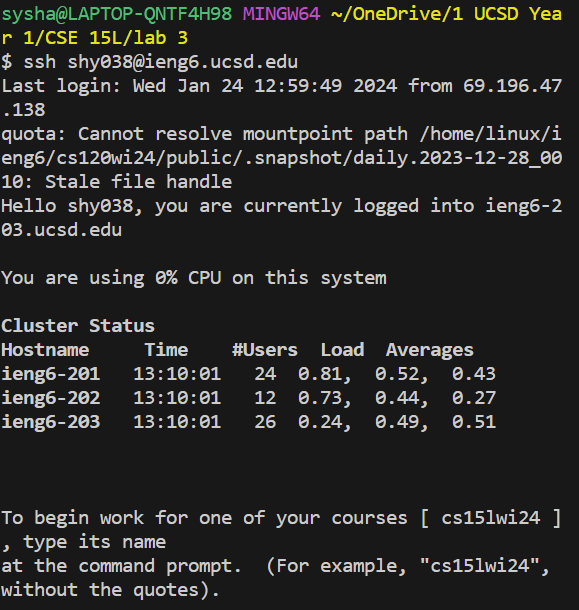 sysha@LAPTOP-QNTF4H98 MINGW64 ~/OneDrive/1 UCSD Yea
r 1/CSE 15L/lab 3
$ ssh shy038@ieng6.ucsd.edu
Last login: Wed Jan 24 12:59:49 2024 from 69.196.47
.138
quota: Cannot resolve mountpoint path /home/linux/i
eng6/cs120wi24/public/.snapshot/daily.2023-12-28_00
10: Stale file handle
Hello shy038, you are currently logged into ieng6-2
03.ucsd.edu
You are using 0% CPU on this system
Cluster Status
Hostname     Time    #Users  Load  Averages
ieng6-201   13:10:01   24  0.81,  0.52,  0.43
ieng6-202   13:10:01   12  0.73,  0.44,  0.27
ieng6-203   13:10:01   26  0.24,  0.49,  0.51
To begin work for one of your courses [ cs15lwi24 ]
, type its name
at the command prompt.  (For example, "cs15lwi24",
without the quotes).